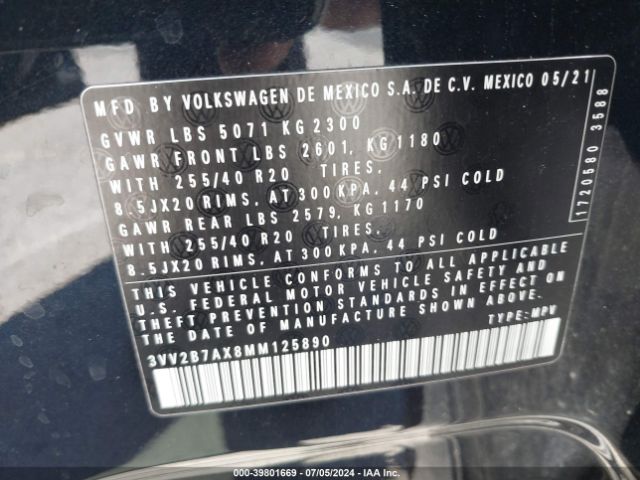 MFD BY VOLKSWAGEN DE MEXICO S.A. DE C.V. MEXICO 05/21
GVWR LBS 5071 KG 2300
GAWR FRONT LBS 2601, KG 1180
WITH 255/40 R20 TIRES,
8.5JX20 RIMS, AT 300 KPA, 44 PSI COLD
GAWR REAR LBS 2579, KG 1170
WITH 255/40 R20 TIRES,
8.5JX20 RIMS, AT 300 KPA, 44 PSI COLD
THIS VEHICLE CONFORMS TO ALL APPLICABLE
U.S. FEDERAL MOTOR VEHICLE SAFETY AND
THEFT PREVENTION STANDARDS IN EFFECT ON
THE DATE OF MANUFACTURE SHOWN ABOVE.
3VV2B7AX8MM125890 TYPE: MPV
1720580 3588
000-39801669 - 07/05/2024 - IAA Inc.